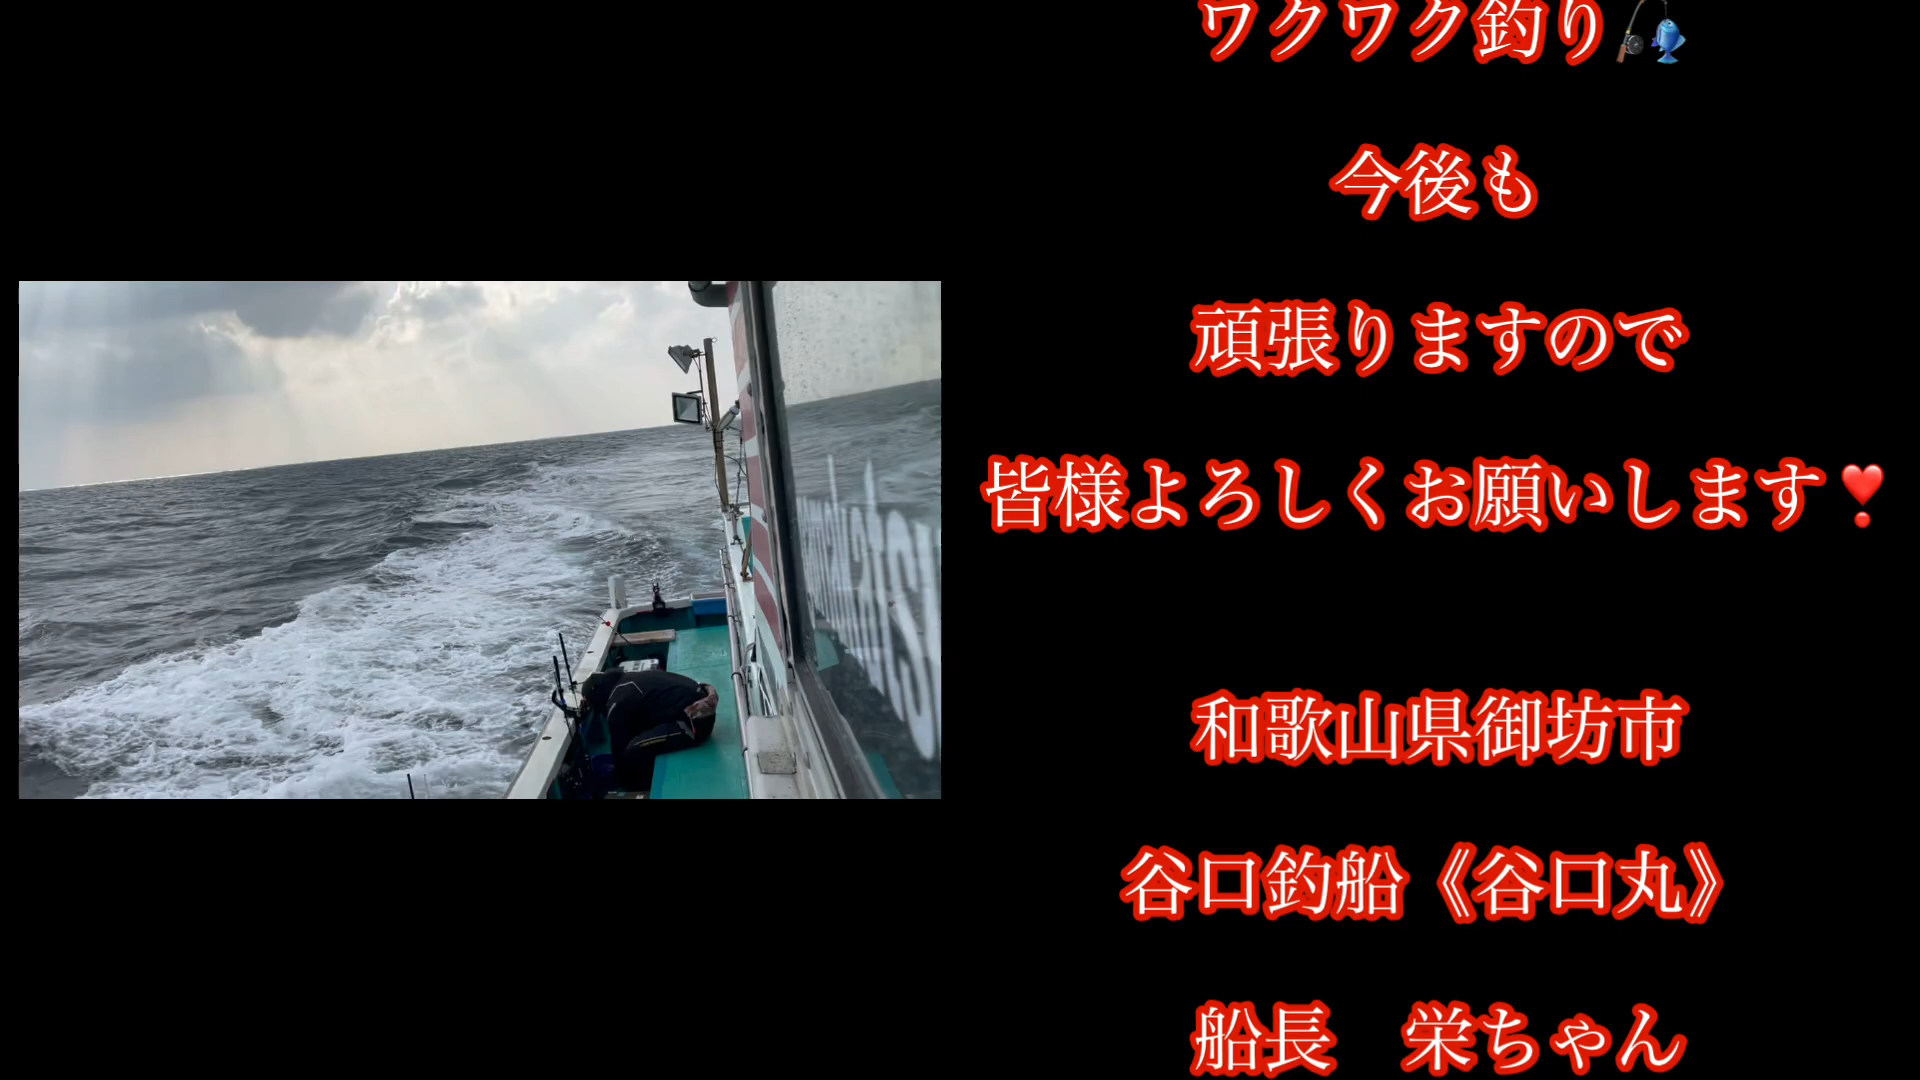 ワクワク釣り🎣
今後も
頑張りますので
皆様よろしくお願いします❣️
和歌山県御坊市
谷口釣船《谷口丸》
船長　栄ちゃん